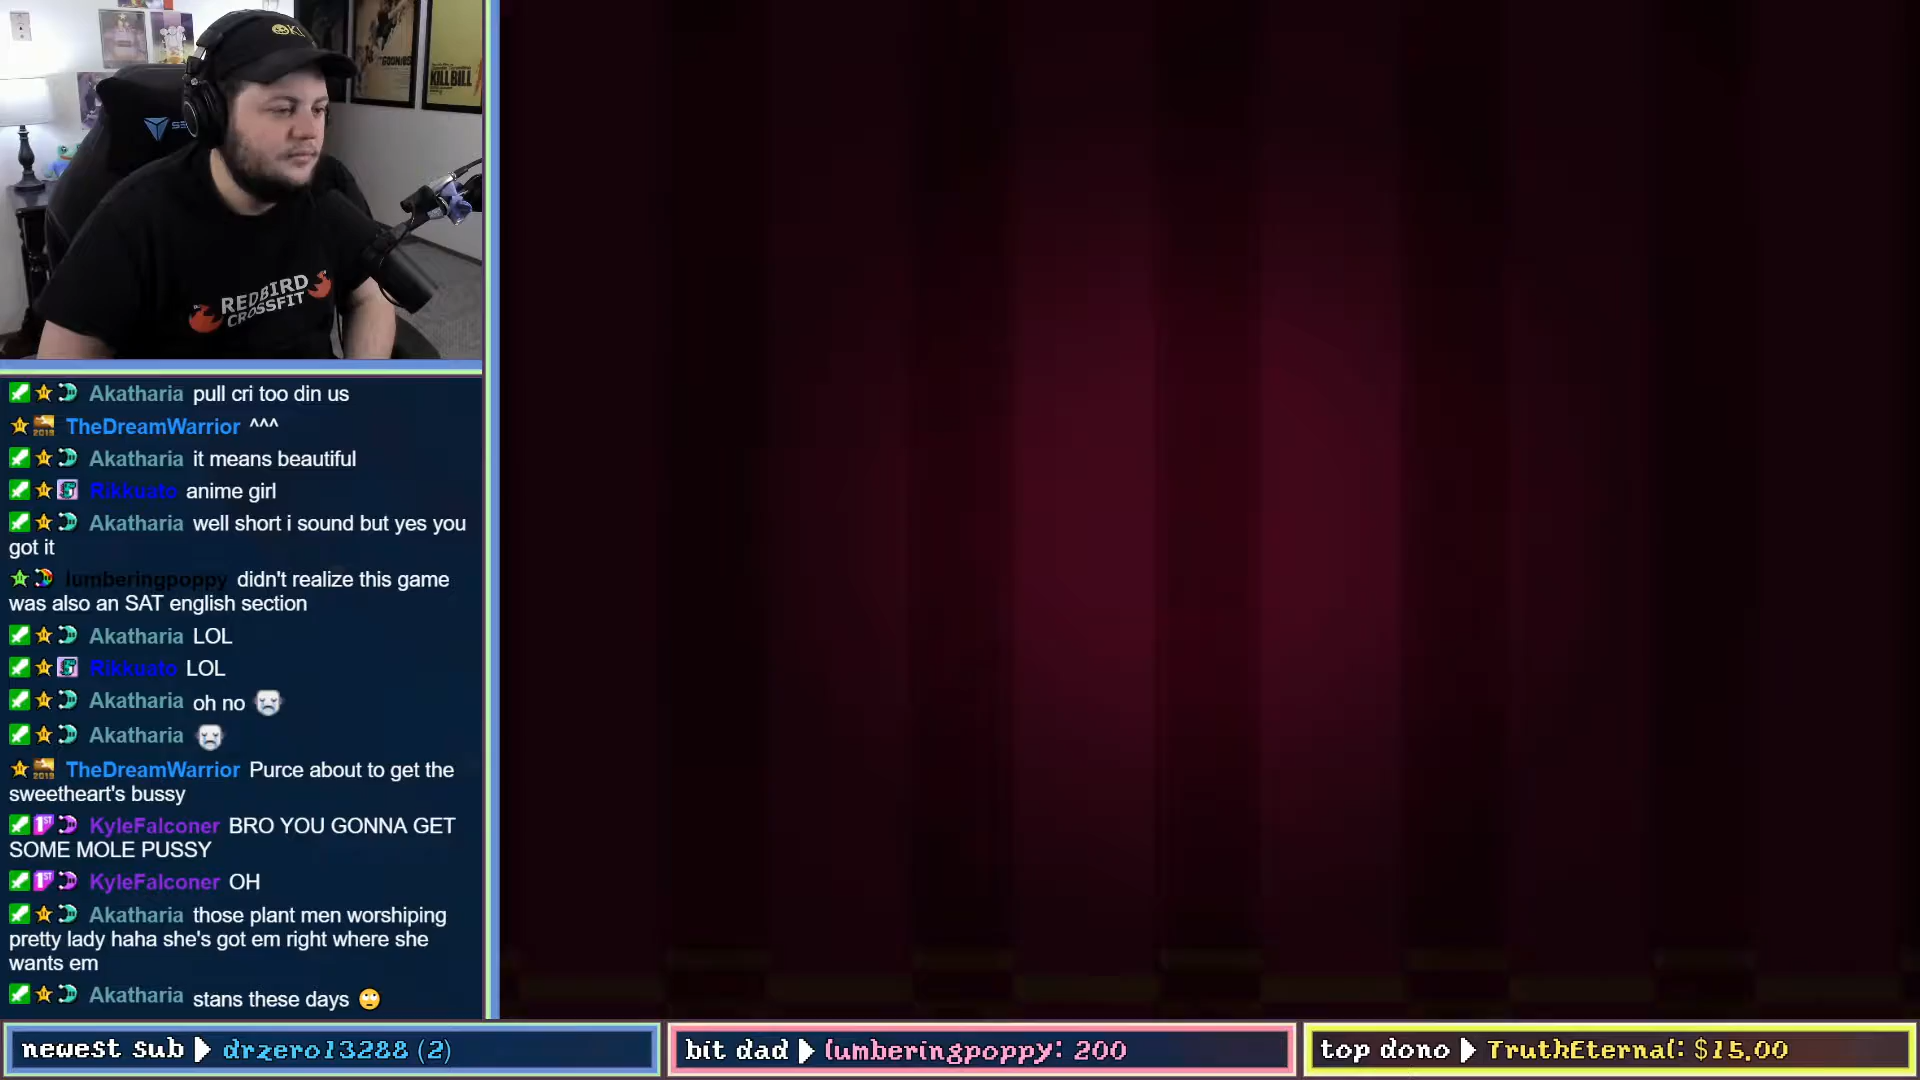 OK
THE GOONIES
KILL BILL
REDBIRD
CROSSFIT
Akatharia pull cri too din us
TheDreamWarrior ^^^
Akatharia it means beautiful
Rikkuato anime girl
Akatharia well short i sound but yes you
got it
lumberingpoppy didn't realize this game
was also an SAT english section
Akatharia LOL
Rikkuato LOL
Akatharia oh no
Akatharia
TheDreamWarrior Purce about to get the
sweetheart's bussy
KyleFalconer BRO YOU GONNA GET
SOME MOLE PUSSY
KyleFalconer OH
Akatharia those plant men worshiping
pretty lady haha she's got em right where she
wants em
Akatharia stans these days
newest sub drzero13288 (2)
bit dad lumberingpoppy: 200
top dono TruthEternal: $15.00